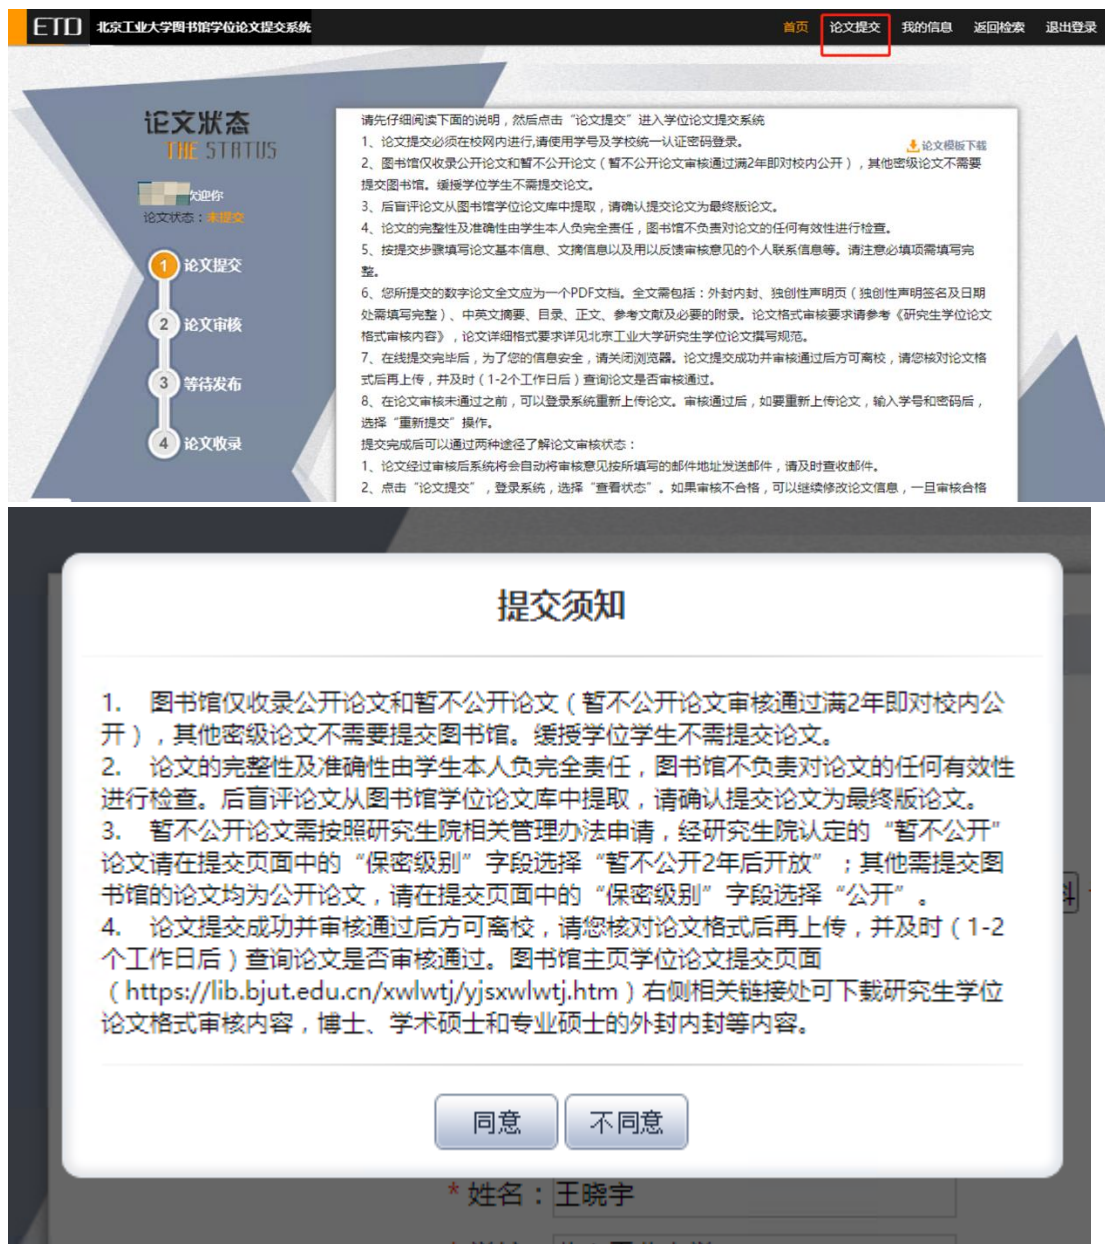 ETD 北京工业大学图书馆学位论文提交系统 首页 论文提交 我的信息 返回检索 退出登录
论文状态
THE STATUS
欢迎你
论文状态：未提交
1 论文提交
2 论文审核
3 等待发布
4 论文收录
请先仔细阅读下面的说明，然后点击“论文提交”进入学位论文提交系统
1、论文提交必须在校网内进行,请使用学号及学校统一认证密码登录。
论文模板下载
2、图书馆仅收录公开论文和暂不公开论文（暂不公开论文审核通过满2年即对校内公开），其他密级论文不需要
提交图书馆。缓授学位学生不需提交论文。
3、后盲评论文从图书馆学位论文库中提取，请确认提交论文为最终版论文。
4、论文的完整性及准确性由学生本人负完全责任，图书馆不负责对论文的任何有效性进行检查。
5、按提交步骤填写论文基本信息、文摘信息以及用以反馈审核意见的个人联系信息等。请注意必填项需填写完
整。
6、您所提交的数字论文全文应为一个PDF文档。全文需包括：外封内封、独创性声明页（独创性声明签名及日期
处需填写完整）、中英文摘要、目录、正文、参考文献及必要的附录。论文格式审核要求请参考《研究生学位论文
格式审核内容》，论文详细格式要求详见北京工业大学研究生学位论文撰写规范。
7、在线提交完毕后，为了您的信息安全，请关闭浏览器。论文提交成功并审核通过后方可离校，请您核对论文格
式后再上传，并及时（1-2个工作日后）查询论文是否审核通过。
8、在论文审核未通过之前，可以登录系统重新上传论文。审核通过后，如要重新上传论文，输入学号和密码后，
选择“重新提交”操作。
提交完成后可以通过两种途径了解论文审核状态：
1、论文经过审核后系统将会自动将审核意见按所填写的邮件地址发送邮件，请及时查收邮件。
2、点击“论文提交”，登录系统，选择“查看状态”。如果审核不合格，可以继续修改论文信息，一旦审核合格
提交须知
1. 图书馆仅收录公开论文和暂不公开论文（暂不公开论文审核通过满2年即对校内公
开），其他密级论文不需要提交图书馆。缓授学位学生不需提交论文。
2. 论文的完整性及准确性由学生本人负完全责任，图书馆不负责对论文的任何有效性
进行检查。后盲评论文从图书馆学位论文库中提取，请确认提交论文为最终版论文。
3. 暂不公开论文需按照研究生院相关管理办法申请，经研究生院认定的“暂不公开”
论文请在提交页面中的“保密级别”字段选择“暂不公开2年后开放”；其他需提交图
书馆的论文均为公开论文，请在提交页面中的“保密级别”字段选择“公开”。
4. 论文提交成功并审核通过后方可离校，请您核对论文格式后再上传，并及时（1-2
个工作日后）查询论文是否审核通过。图书馆主页学位论文提交页面
（https://lib.bjut.edu.cn/xwlwtj/yjsxwlwtj.htm）右侧相关链接处可下载研究生学位
论文格式审核内容，博士、学术硕士和专业硕士的外封内封等内容。
同意 不同意
* 姓名：王晓宇